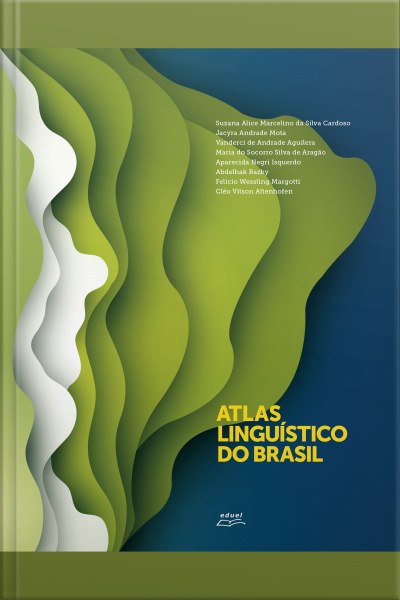 Suzana Alice Marcelino da Silva Cardoso
Jacyra Andrade Mota
Vanderci de Andrade Aguilera
Maria do Socorro Silva de Aragão
Aparecida Negri Isquerdo
Abdelhak Razky
Felício Wessling Margotti
Cléo Vilson Altenhofen
ATLAS
LINGUÍSTICO
DO BRASIL
eduel